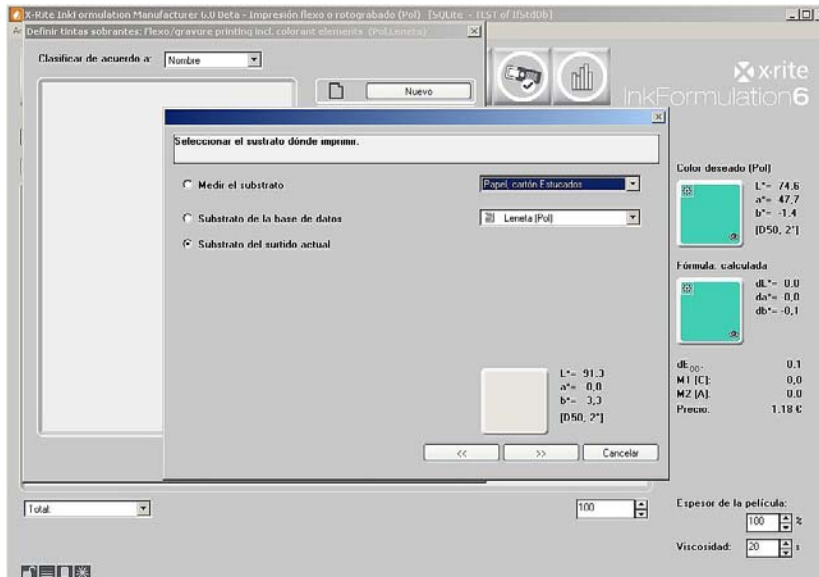 X-Rite InkFormulation Manufacturer 6.0 Beta - Impresión flexo o rotograbado (Pol) [SQLite - TEST of IfStdDb]
Definir tintas sobrantes: Flexo/gravure printing incl. colorant elements (Pol,Leneta)
Clasificar de acuerdo a:
Nombre
Nuevo
x·rite
InkFormulation6
Seleccionar el sustrato dónde imprimir.
Medir el substrato
Papel, cartón Estucados
Substrato de la base de datos
Leneta (Pol)
Substrato del surtido actual
L*= 91.3
a*= 0,0
b*= 3,3
[D50, 2°]
<<
>>
Cancelar
Color deseado (Pol)
L*= 74.6
a*= -47.7
b*= -1.4
[D50, 2°]
Fórmula: calculada
dL*= 0.0
da*= 0,0
db*= -0,1
dE00: 0.1
M1 [C]: 0,0
M2 [A]: 0.0
Precio: 1.18 €
Total:
100
Espesor de la película:
100 %
Viscosidad: 20 s